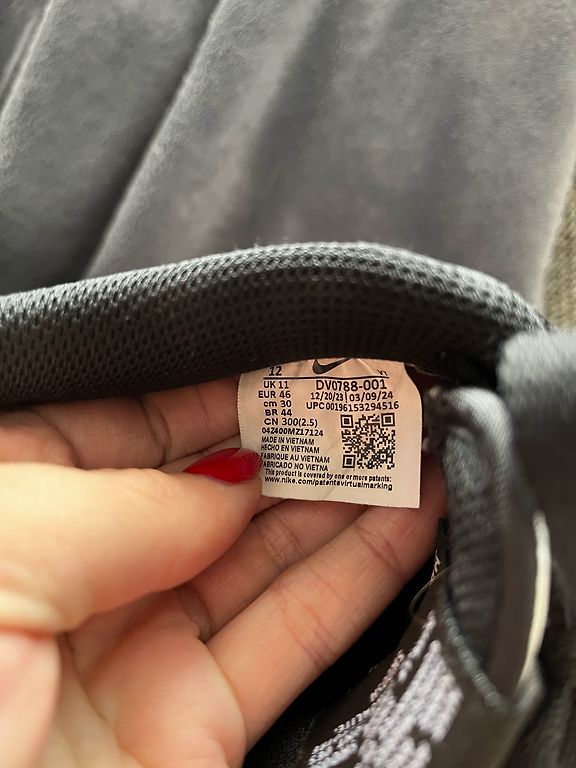 12 VT
UK 11 DV0788-001
EUR 46 12/20/23 03/09/24
cm 30 UPC 00196153294516
BR 44
CN 300(2.5)
04Z400MZ17124
MADE IN VIETNAM
HECHO EN VIETNAM
FABRIQUE AU VIETNAM
FABRICADO NO VIETNA
This product is covered by one or more patents:
www.nike.com/patentsvirtualmarking